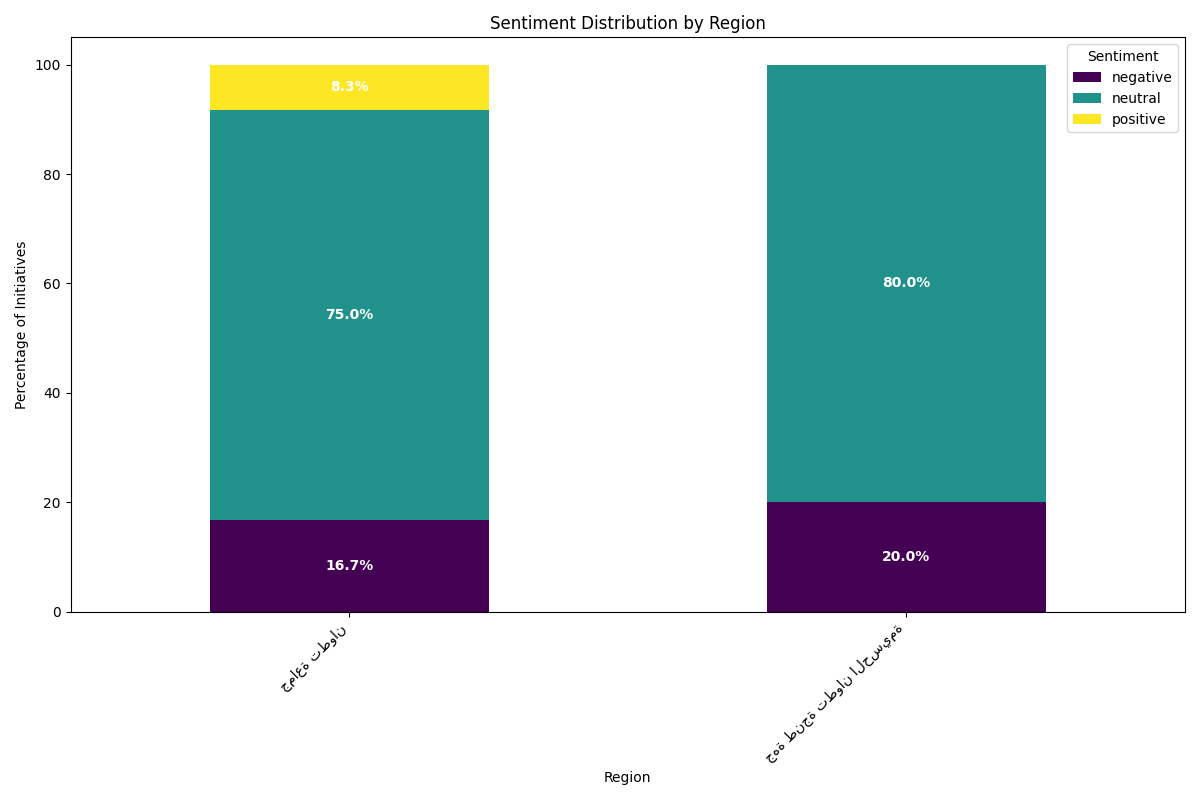 Sentiment Distribution by Region
Sentiment
negative
neutral
positive
Percentage of Initiatives
100
80
60
40
20
0
8.3%
75.0%
16.7%
80.0%
20.0%
جماعة تطوان
جهة طنجة تطوان الحسيمة
Region